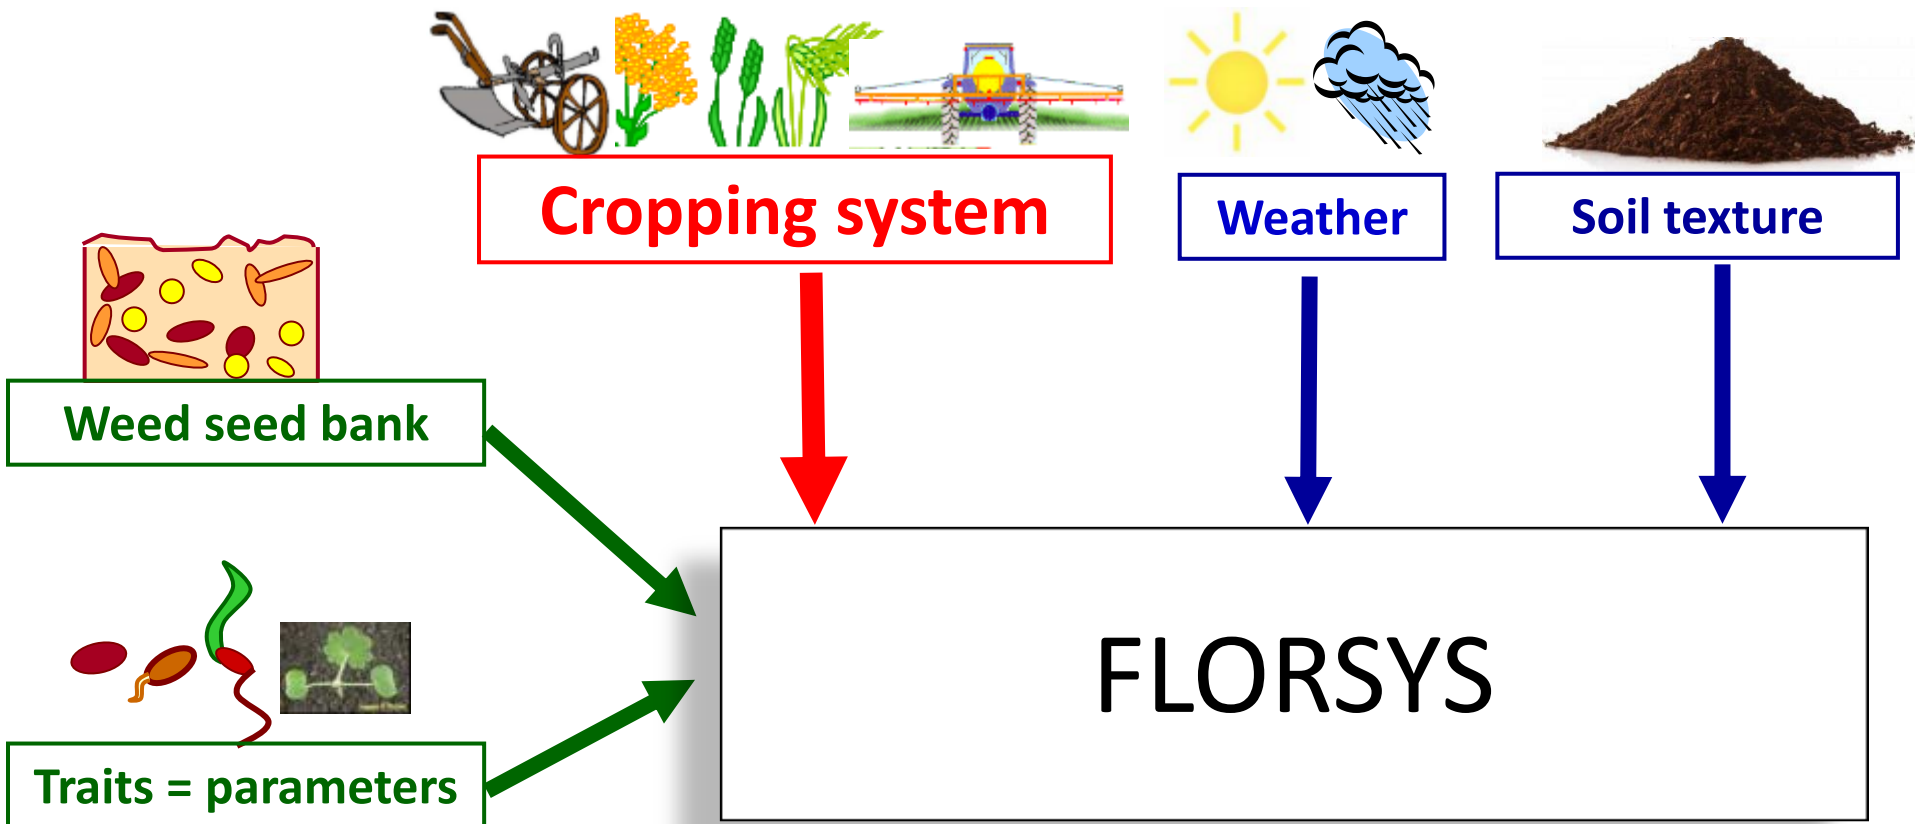 Cropping system
Weather
Soil texture
Weed seed bank
Traits = parameters
FLORSYS